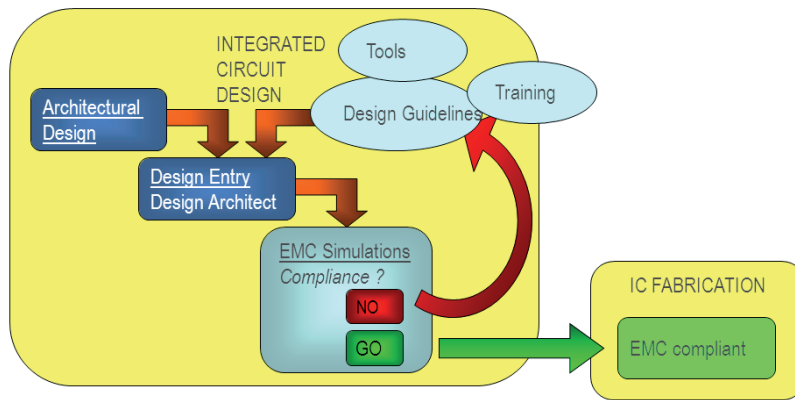 INTEGRATED
CIRCUIT
DESIGN
Tools
Training
Design Guidelines
Architectural
Design
Design Entry
Design Architect
EMC Simulations
Compliance ?
NO
GO
IC FABRICATION
EMC compliant